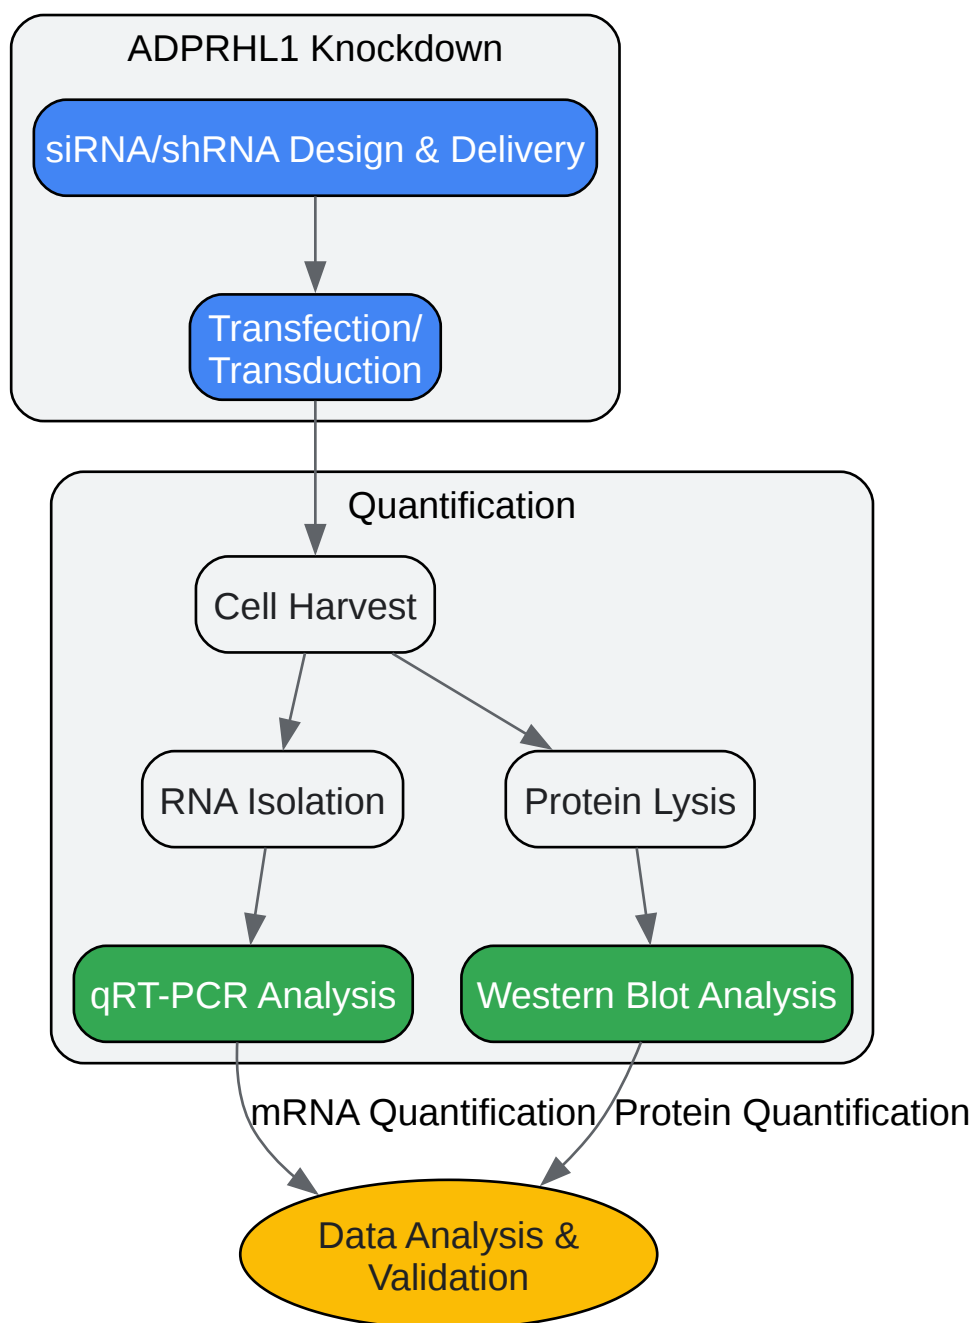 ADPRHL1 Knockdown
siRNA/shRNA Design & Delivery
Transfection/
Transduction
Quantification
Cell Harvest
RNA Isolation
Protein Lysis
qRT-PCR Analysis
Western Blot Analysis
mRNA Quantification
Protein Quantification
Data Analysis &
Validation